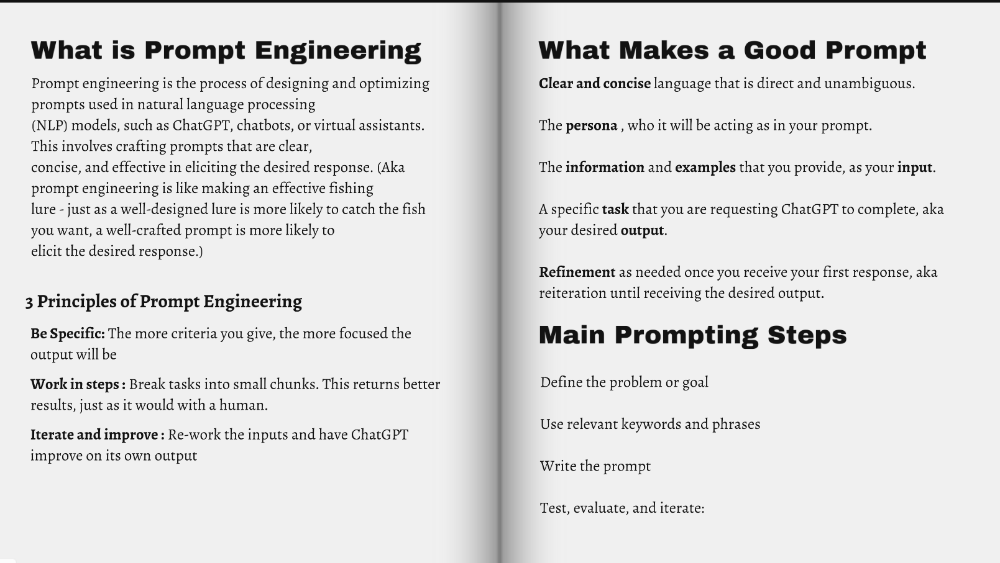 What is Prompt Engineering
Prompt engineering is the process of designing and optimizing
prompts used in natural language processing
(NLP) models, such as ChatGPT, chatbots, or virtual assistants.
This involves crafting prompts that are clear,
concise, and effective in eliciting the desired response. (Aka
prompt engineering is like making an effective fishing
lure - just as a well-designed lure is more likely to catch the fish
you want, a well-crafted prompt is more likely to
elicit the desired response.)
3 Principles of Prompt Engineering
Be Specific: The more criteria you give, the more focused the
output will be
Work in steps : Break tasks into small chunks. This returns better
results, just as it would with a human.
Iterate and improve : Re-work the inputs and have ChatGPT
improve on its own output
What Makes a Good Prompt
Clear and concise language that is direct and unambiguous.
The persona , who it will be acting as in your prompt.
The information and examples that you provide, as your input.
A specific task that you are requesting ChatGPT to complete, aka
your desired output.
Refinement as needed once you receive your first response, aka
reiteration until receiving the desired output.
Main Prompting Steps
Define the problem or goal
Use relevant keywords and phrases
Write the prompt
Test, evaluate, and iterate: